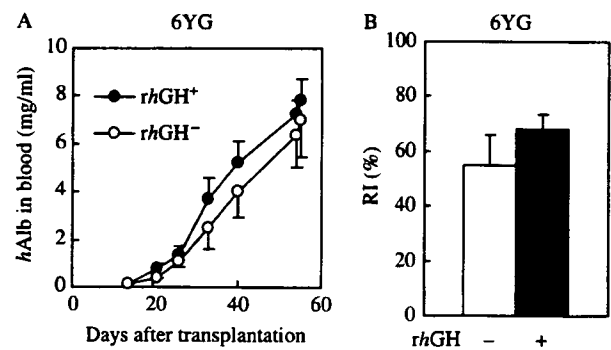 A 6YG
hAlb in blood (mg/ml)
10
8
6
4
2
0
rhGH+
rhGH−
0 20 40 60
Days after transplantation
B 6YG
RI (%)
100
80
60
40
20
0
rhGH − +